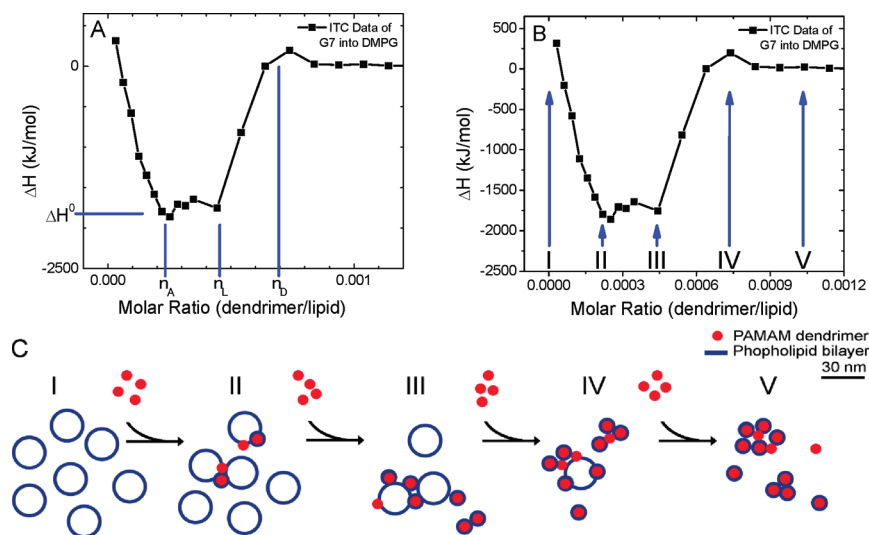 A
ITC Data of
G7 into DMPG
0
ΔH (kJ/mol)
ΔH⁰
-2500
0.000
n_A
n_L
n_D
0.001
Molar Ratio (dendrimer/lipid)
B
ITC Data of
G7 into DMPG
500
0
-500
-1000
-1500
-2000
-2500
ΔH (kJ/mol)
I II III IV V
0.0000 0.0003 0.0006 0.0009 0.0012
Molar Ratio (dendrimer/lipid)
C
PAMAM dendrimer
Phopholipid bilayer
30 nm
I II III IV V